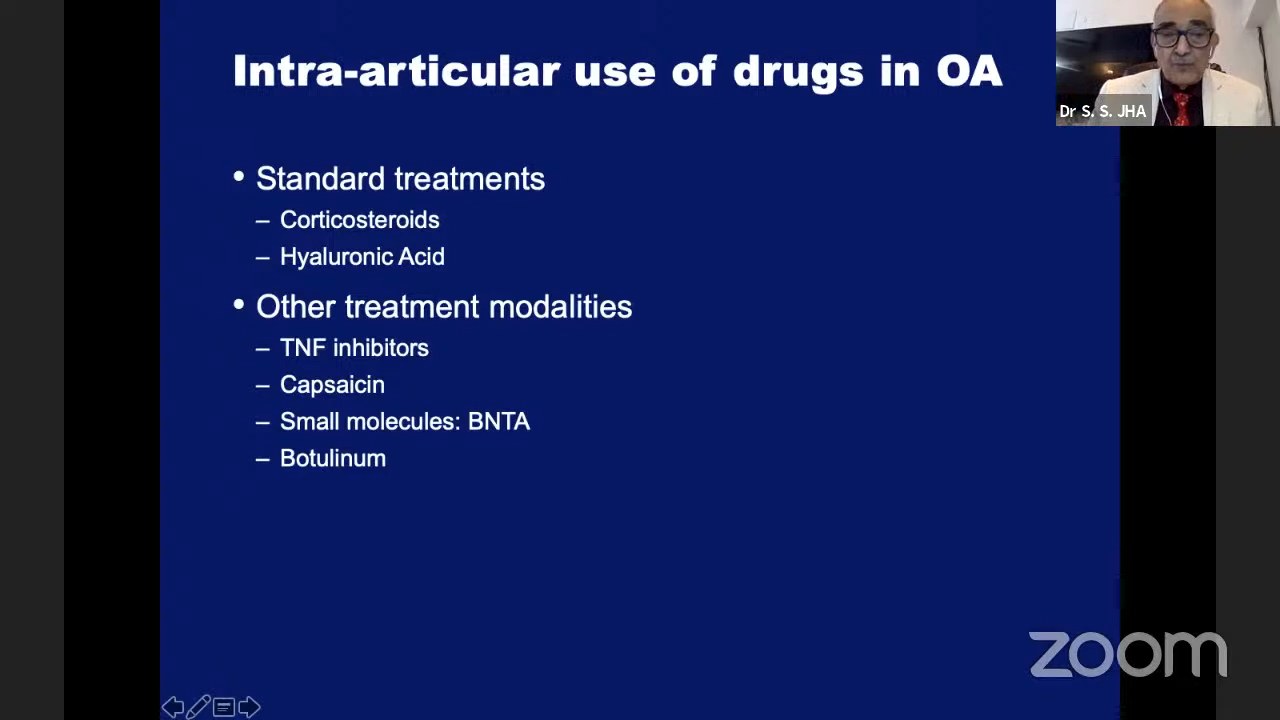 Intra-articular use of drugs in OA
Dr S. S. JHA
• Standard treatments
– Corticosteroids
– Hyaluronic Acid
• Other treatment modalities
– TNF inhibitors
– Capsaicin
– Small molecules: BNTA
– Botulinum
zoom